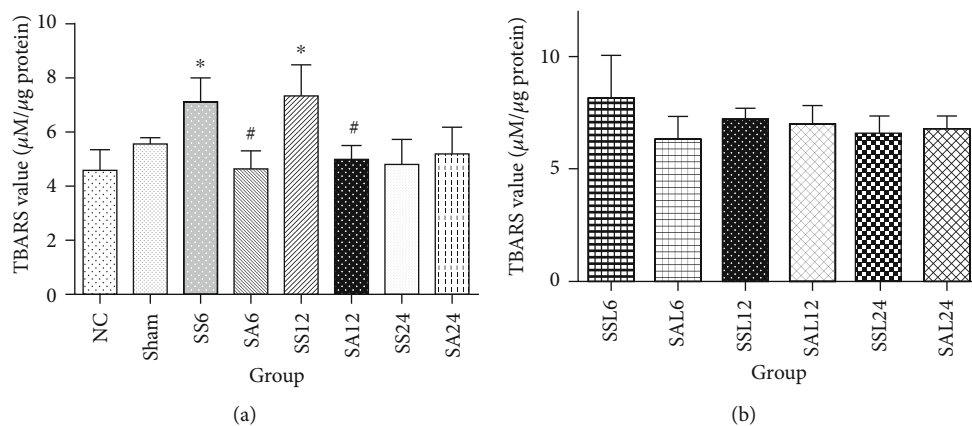 TBARS value (μM/μg protein)
10
8
6
4
2
0
*
#
*
#
NC
Sham
SS6
SA6
SS12
SA12
SS24
SA24
Group
(a)
TBARS value (μM/μg protein)
10
5
0
SSL6
SAL6
SSL12
SAL12
SSL24
SAL24
Group
(b)